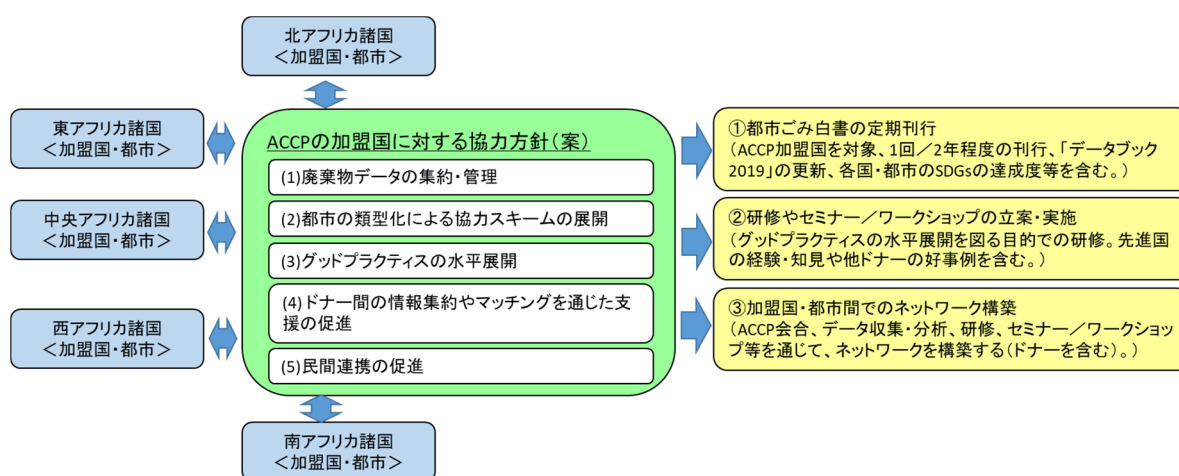 北アフリカ諸国
＜加盟国・都市＞
東アフリカ諸国
＜加盟国・都市＞
中央アフリカ諸国
＜加盟国・都市＞
西アフリカ諸国
＜加盟国・都市＞
南アフリカ諸国
＜加盟国・都市＞
ACCPの加盟国に対する協力方針（案）
(1)廃棄物データの集約・管理
(2)都市の類型化による協力スキームの展開
(3)グッドプラクティスの水平展開
(4)ドナー間の情報集約やマッチングを通じた支
援の促進
(5)民間連携の促進
①都市ごみ白書の定期刊行
（ACCP加盟国を対象、1回／2年程度の刊行、「データブック
2019」の更新、各国・都市のSDGsの達成度等を含む。）
②研修やセミナー／ワークショップの立案・実施
（グッドプラクティスの水平展開を図る目的での研修。先進国
の経験・知見や他ドナーの好事例を含む。）
③加盟国・都市間でのネットワーク構築
（ACCP会合、データ収集・分析、研修、セミナー／ワークショッ
プ等を通じて、ネットワークを構築する（ドナーを含む）。）